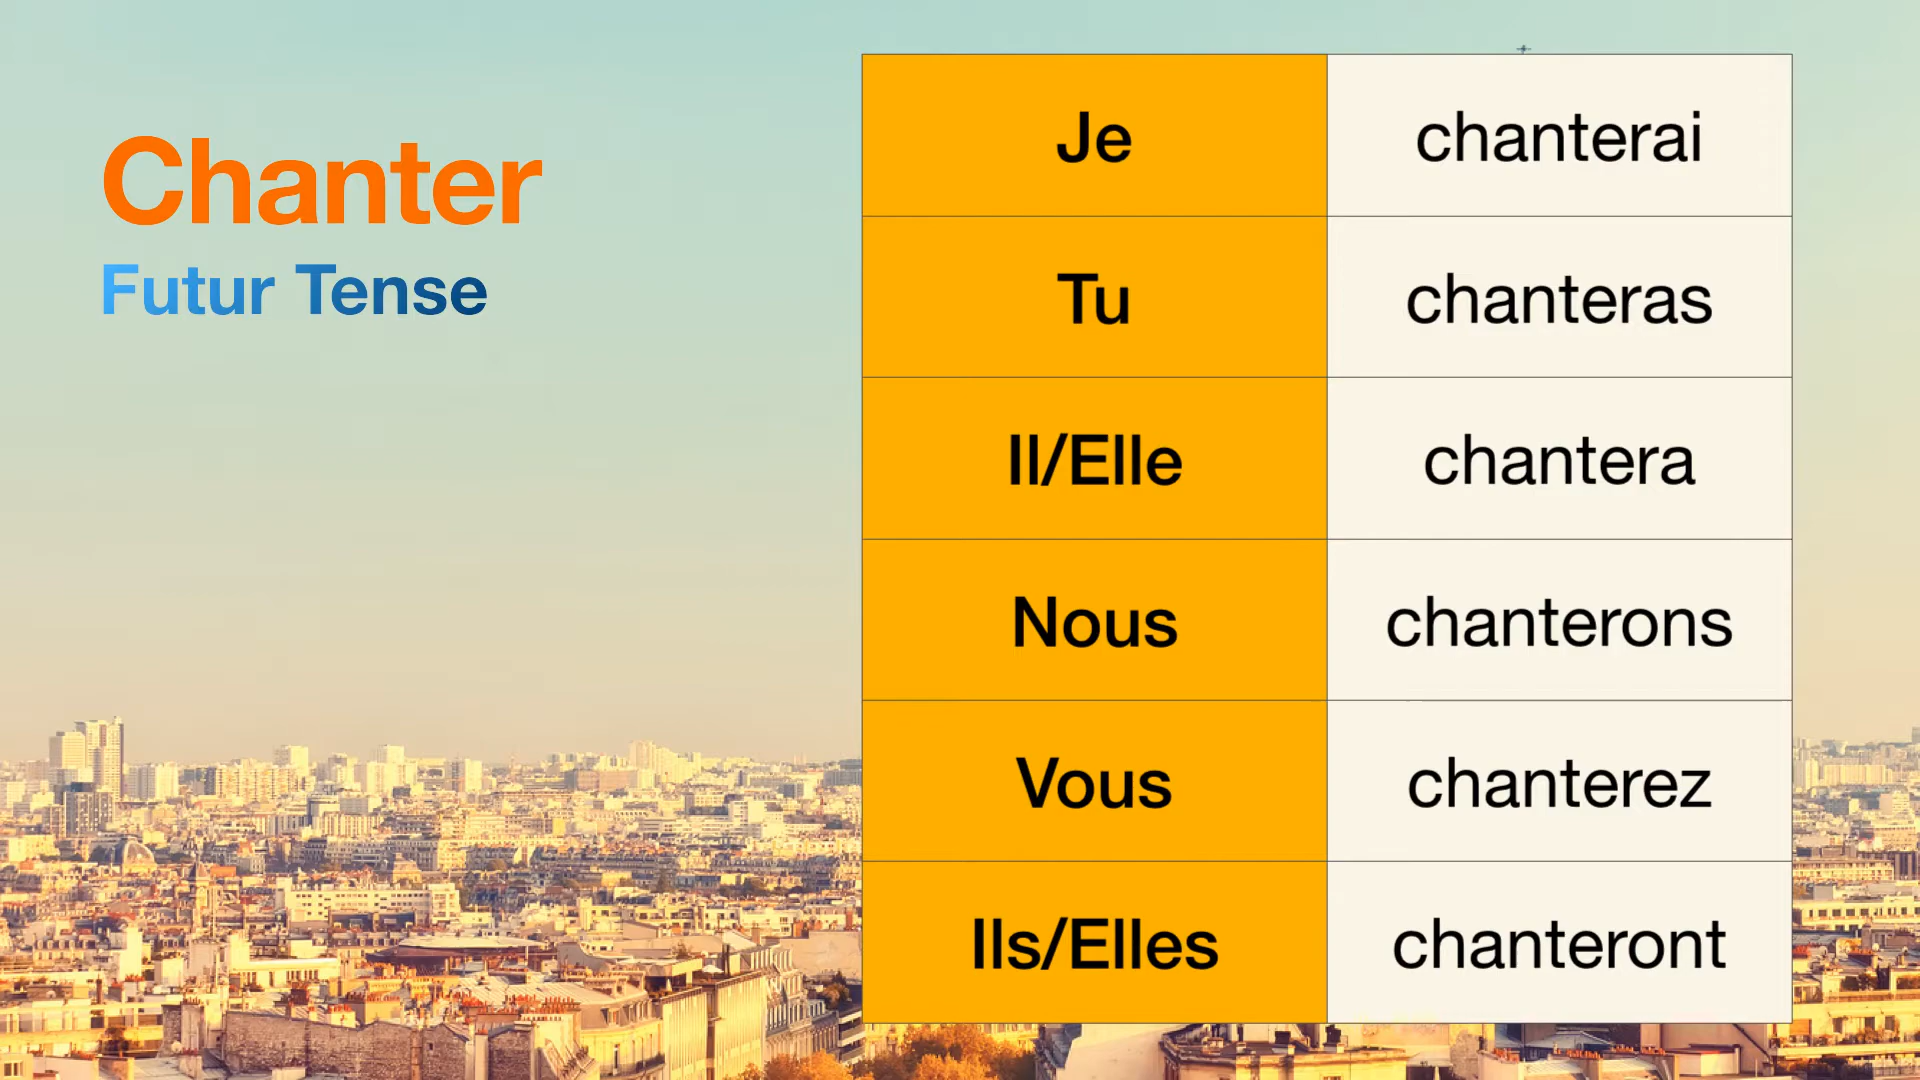 Chanter
Futur Tense
Je chanterai
Tu chanteras
Il/Elle chantera
Nous chanterons
Vous chanterez
Ils/Elles chanteront